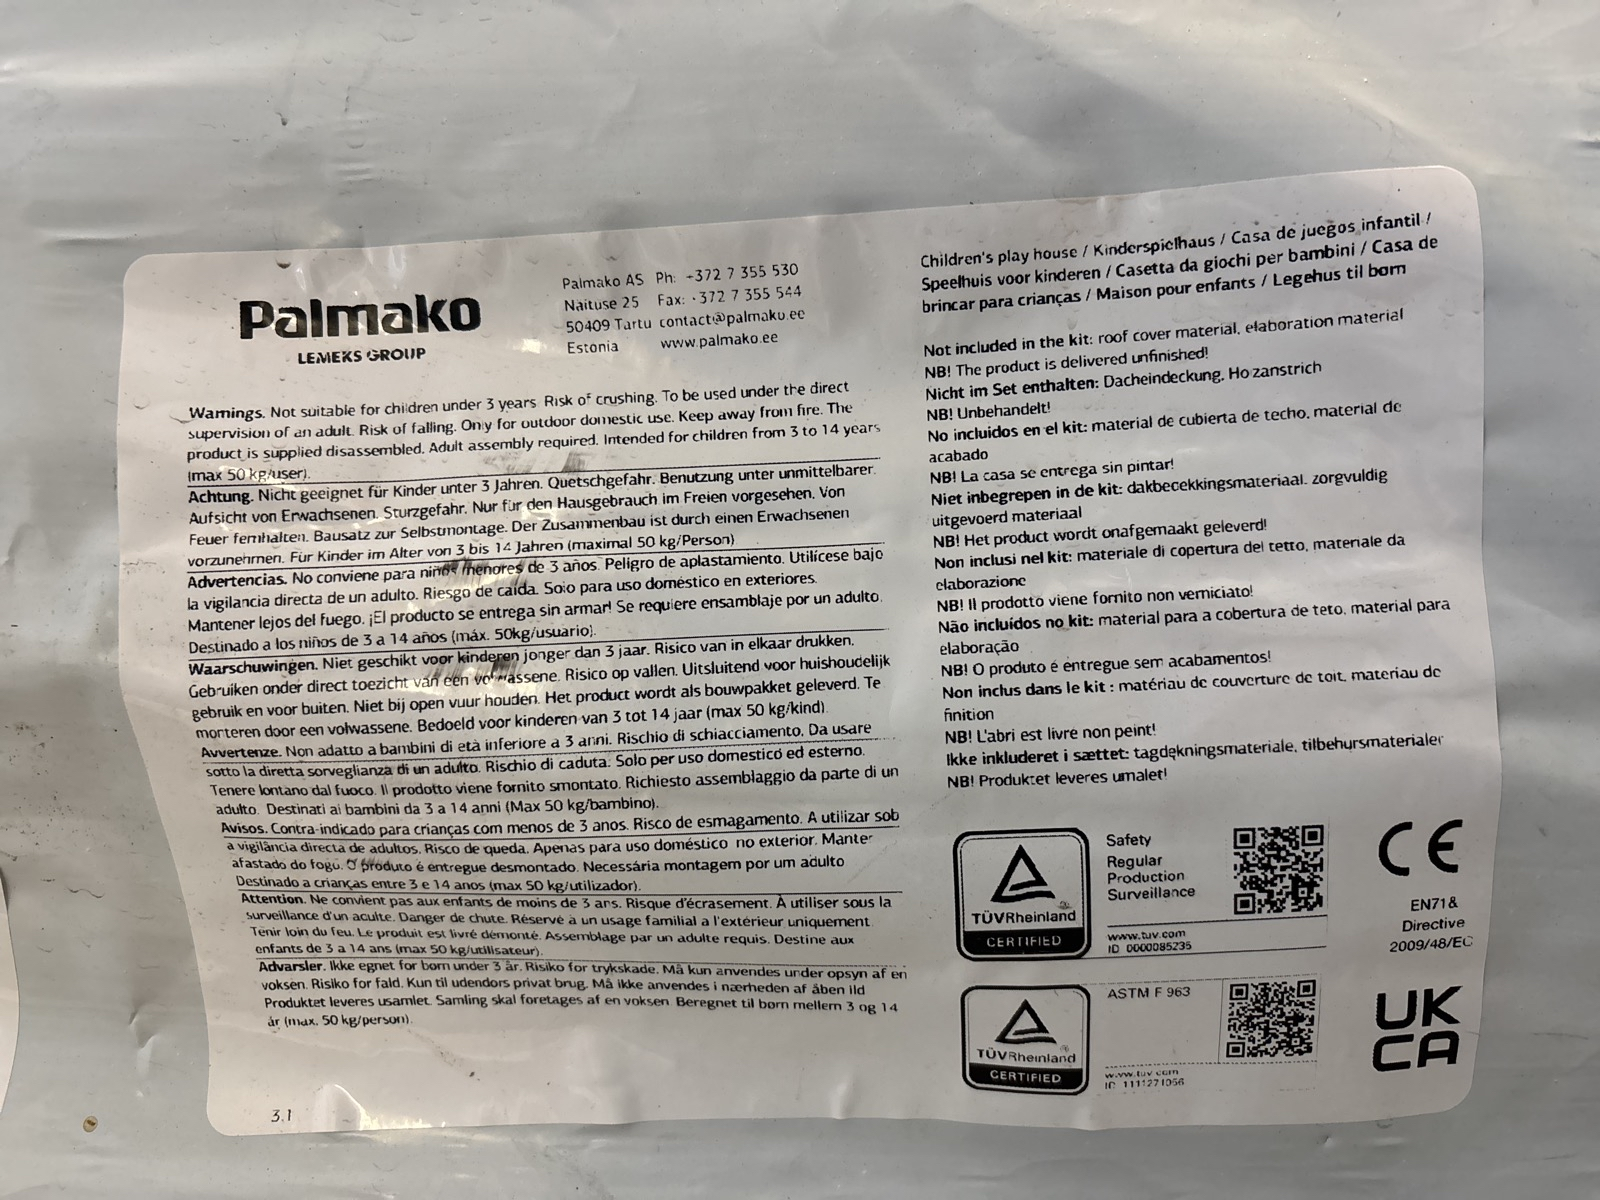 Palmako
LEMEKS GROUP
Palmako AS Ph: +372 7 355 530
Näituse 25 Fax: +372 7 355 544
50409 Tartu contact@palmako.ee
Estonia www.palmako.ee
Warnings. Not suitable for children under 3 years. Risk of crushing. To be used under the direct
supervision of an adult. Risk of falling. Only for outdoor domestic use. Keep away from fire. The
product is supplied disassembled. Adult assembly required. Intended for children from 3 to 14 years
(max 50 kg/user).
Achtung. Nicht geeignet für Kinder unter 3 Jahren. Quetschgefahr. Benutzung unter unmittelbarer.
Aufsicht von Erwachsenen. Sturzgefahr. Nur für den Hausgebrauch im Freien vorgesehen. Von
Feuer fernhalten. Bausatz zur Selbstmontage. Der Zusammenbau ist durch einen Erwachsenen
vorzunehmen. Für Kinder im Alter von 3 bis 14 Jahren (maximal 50 kg/Person)
Advertencias. No conviene para niños menores de 3 años. Peligro de aplastamiento. Utilícese bajo
la vigilancia directa de un adulto. Riesgo de caída. Solo para uso doméstico en exteriores.
Mantener lejos del fuego. ¡El producto se entrega sin armar! Se requiere ensamblaje por un adulto.
Destinado a los niños de 3 a 14 años (máx. 50kg/usuario).
Waarschuwingen. Niet geschikt voor kinderen jonger dan 3 jaar. Risico van in elkaar drukken.
Gebruiken onder direct toezicht van een volwassene. Risico op vallen. Uitsluitend voor huishoudelijk
gebruik en voor buiten. Niet bij open vuur houden. Het product wordt als bouwpakket geleverd. Te
monteren door een volwassene. Bedoeld voor kinderen van 3 tot 14 jaar (max 50 kg/kind).
Avvertenze. Non adatto a bambini di età inferiore a 3 anni. Rischio di schiacciamento. Da usare
sotto la diretta sorveglianza di un adulto. Rischio di caduta. Solo per uso domestico ed esterno.
Tenere lontano dal fuoco. Il prodotto viene fornito smontato. Richiesto assemblaggio da parte di un
adulto. Destinati ai bambini da 3 a 14 anni (Max 50 kg/bambino).
Avisos. Contra-indicado para crianças com menos de 3 anos. Risco de esmagamento. A utilizar sob
a vigilância directa de adultos. Risco de queda. Apenas para uso doméstico no exterior. Manter
afastado do fogo. O produto é entregue desmontado. Necessária montagem por um adulto
Destinado a crianças entre 3 e 14 anos (max 50 kg/utilizador).
Attention. Ne convient pas aux enfants de moins de 3 ans. Risque d'écrasement. À utiliser sous la
surveillance d'un adulte. Danger de chute. Réservé à un usage familial a l'extérieur uniquement
Tenir loin du feu. Le produit est livré démonté. Assemblage par un adulte requis. Destine aux
enfants de 3 a 14 ans (max 50 kg/utilisateur).
Advarsler. Ikke egnet for børn under 3 år. Risiko for trykskade. Må kun anvendes under opsyn af en
voksen. Risiko for fald. Kun til udendørs privat brug. Må ikke anvendes i nærheden af åben ild
Produktet leveres usamlet. Samling skal foretages af en voksen Beregnet til børn mellem 3 og 14
år (max. 50 kg/person).
3.1
Children's play house / Kinderspielhaus / Casa de juegos infantil /
Speelhuis voor kinderen / Casetta da giochi per bambini / Casa de
brincar para crianças / Maison pour enfants / Legehus til børn
Not included in the kit: roof cover material, elaboration material
NB! The product is delivered unfinished!
Nicht im Set enthalten: Dacheindeckung, Holzanstrich
NB! Unbehandelt!
No incluidos en el kit: material de cubierta de techo, material de
acabado
NB! La casa se entrega sin pintar!
Niet inbegrepen in de kit: dakbecekkingsmateriaal, zorgvuldig
uitgevoerd materiaal
NB! Het product wordt onafgemaakt geleverd!
Non inclusi nel kit: materiale di copertura del tetto, materiale da
elaborazione
NB! Il prodotto viene fornito non verniciato!
Não incluídos no kit: material para a cobertura de teto, material para
elaboração
NB! O produto é entregue sem acabamentos!
Non inclus dans le kit : matériau de couverture de toit, materiau de
finition
NB! L'abri est livré non peint!
Ikke inkluderet i sættet: tagdękningsmateriale, tilbehørsmaterialer
NB! Produktet leveres umalet!
TÜVRheinland
CERTIFIED
Safety
Regular
Production
Surveillance
www.tuv.com
ID 0000085235
CE
EN71 &
Directive
2009/48/EC
TÜVRheinland
CERTIFIED
ASTM F 963
www.tuv.com
ID 1111271066
UK
CA